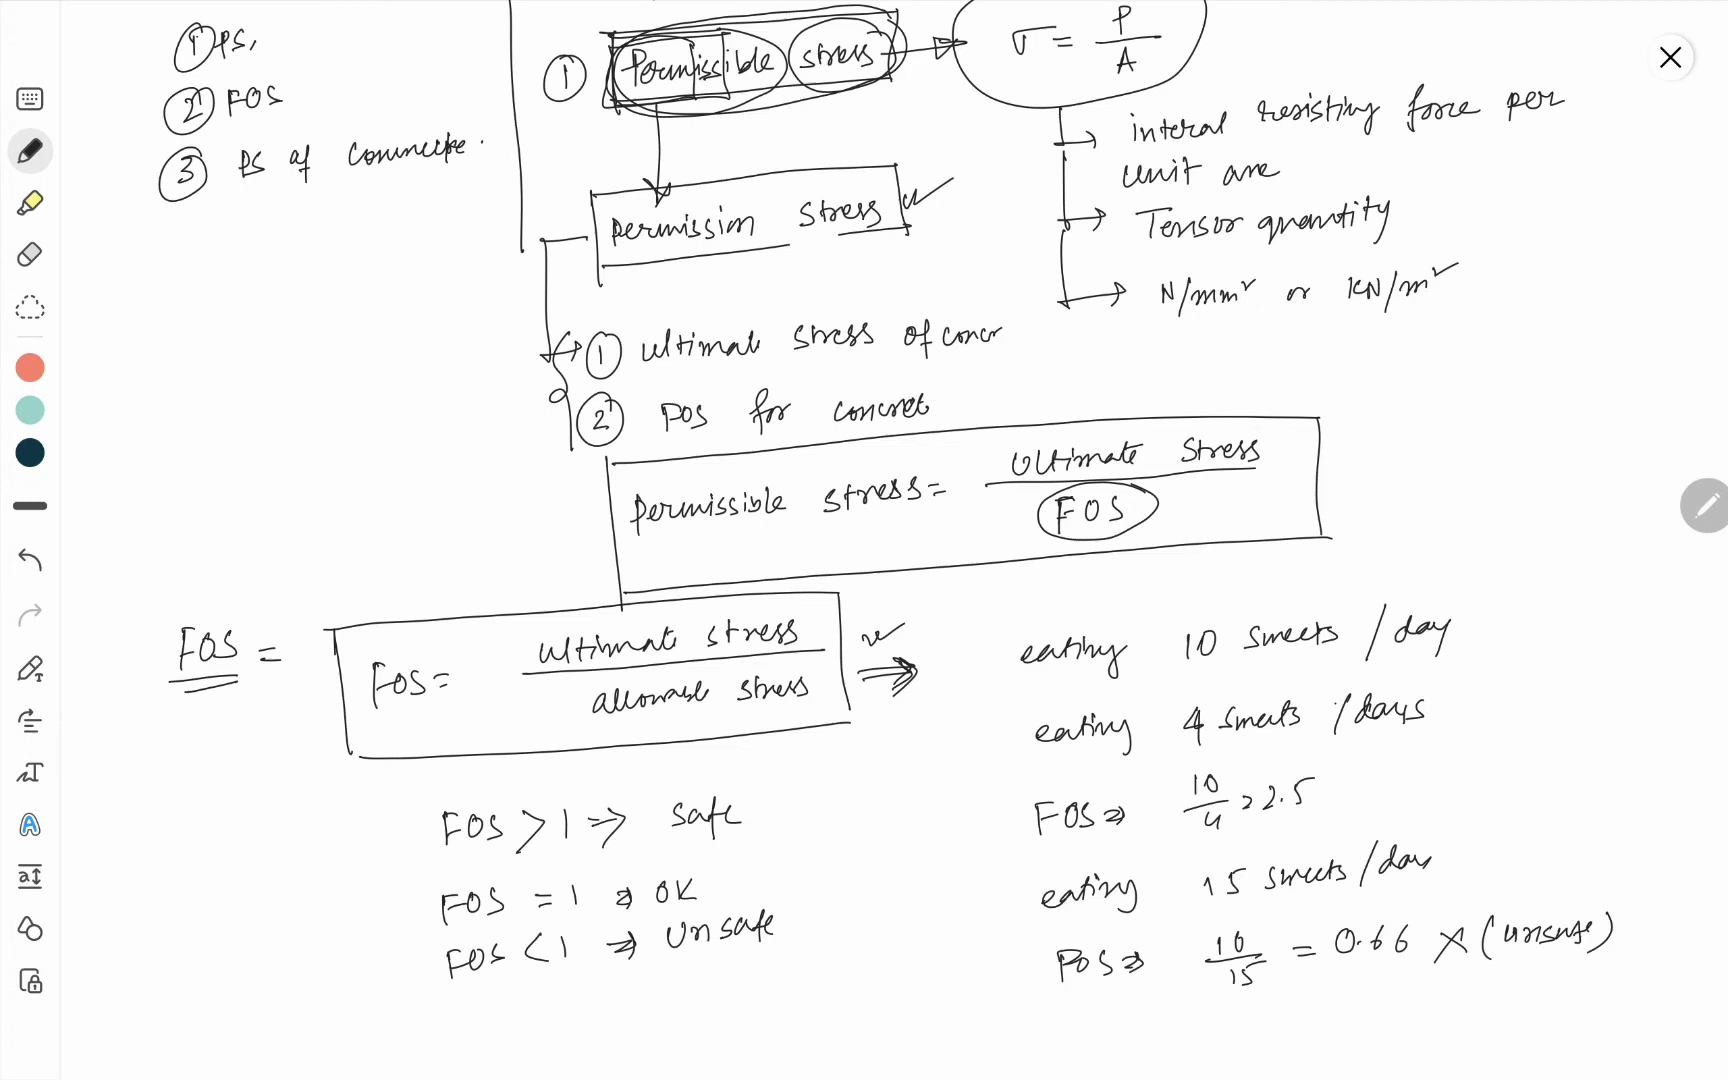 ① PS,
② FOS
③ PS of concrete.
① Permissible stress → σ = P/A
→ interal resisting force per
unit are
→ Tensor quantity
→ N/mm² or kN/m²
permission stress ✓
① ultimat stress of concr
② FOS for concret
permissible stress = Ultimate Stress / FOS
FOS =
FOS = ultimate stress / allowable stress ✓ ⇒
FOS > 1 ⇒ safe
FOS = 1 ⇒ OK
FOS < 1 ⇒ Unsafe
eating 10 sweets / day
eating 4 sweets / days
FOS ⇒ 10/4 = 2.5
eating 15 sweets / day
FOS ⇒ 10/15 = 0.66 × (unsafe)